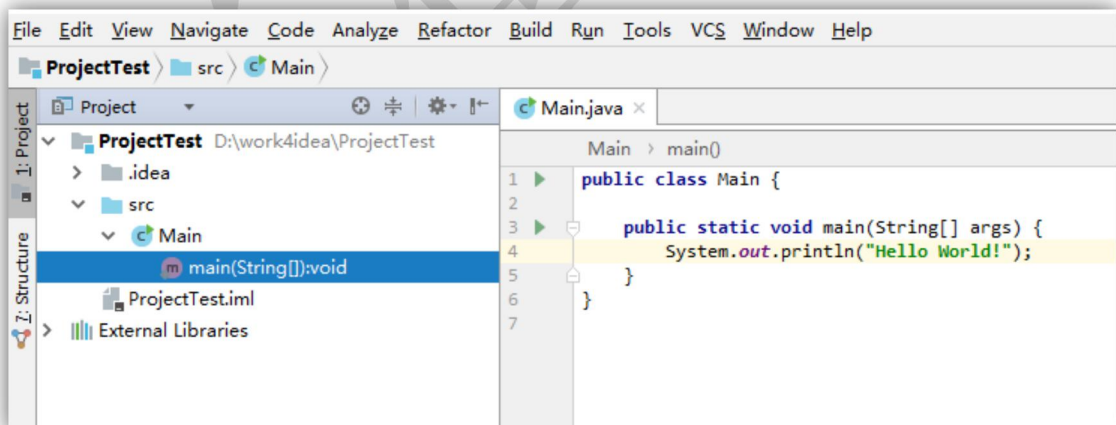 File Edit View Navigate Code Analyze Refactor Build Run Tools VCS Window Help
ProjectTest src Main
1: Project
7: Structure
Project
ProjectTest D:\work4idea\ProjectTest
.idea
src
Main
main(String[]):void
ProjectTest.iml
External Libraries
Main.java
Main > main()
1 public class Main {
2
3 public static void main(String[] args) {
4 System.out.println("Hello World!");
5 }
6 }
7